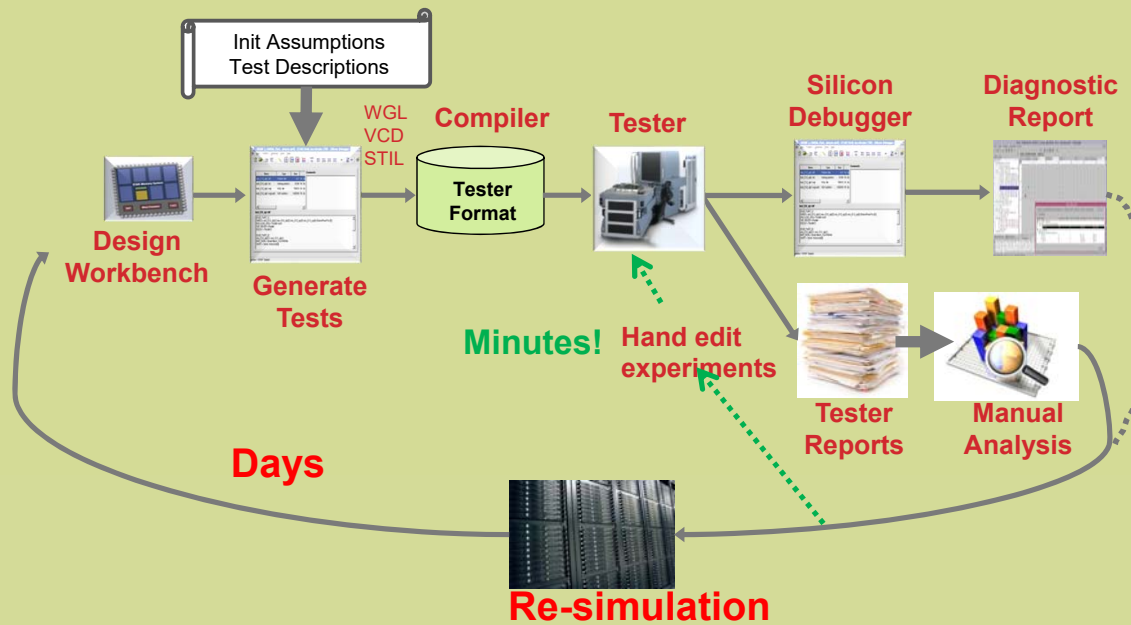 Init Assumptions
Test Descriptions
WGL
VCD
STIL
Compiler
Tester
Silicon
Debugger
Diagnostic
Report
Tester
Format
Design
Workbench
Generate
Tests
Minutes!
Hand edit
experiments
Tester
Reports
Manual
Analysis
Days
Re-simulation